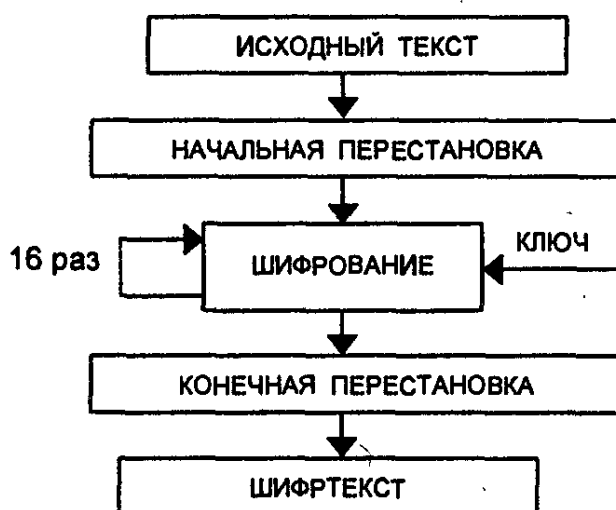 ИСХОДНЫЙ ТЕКСТ
НАЧАЛЬНАЯ ПЕРЕСТАНОВКА
16 раз
ШИФРОВАНИЕ
КЛЮЧ
КОНЕЧНАЯ ПЕРЕСТАНОВКА
ШИФРТЕКСТ